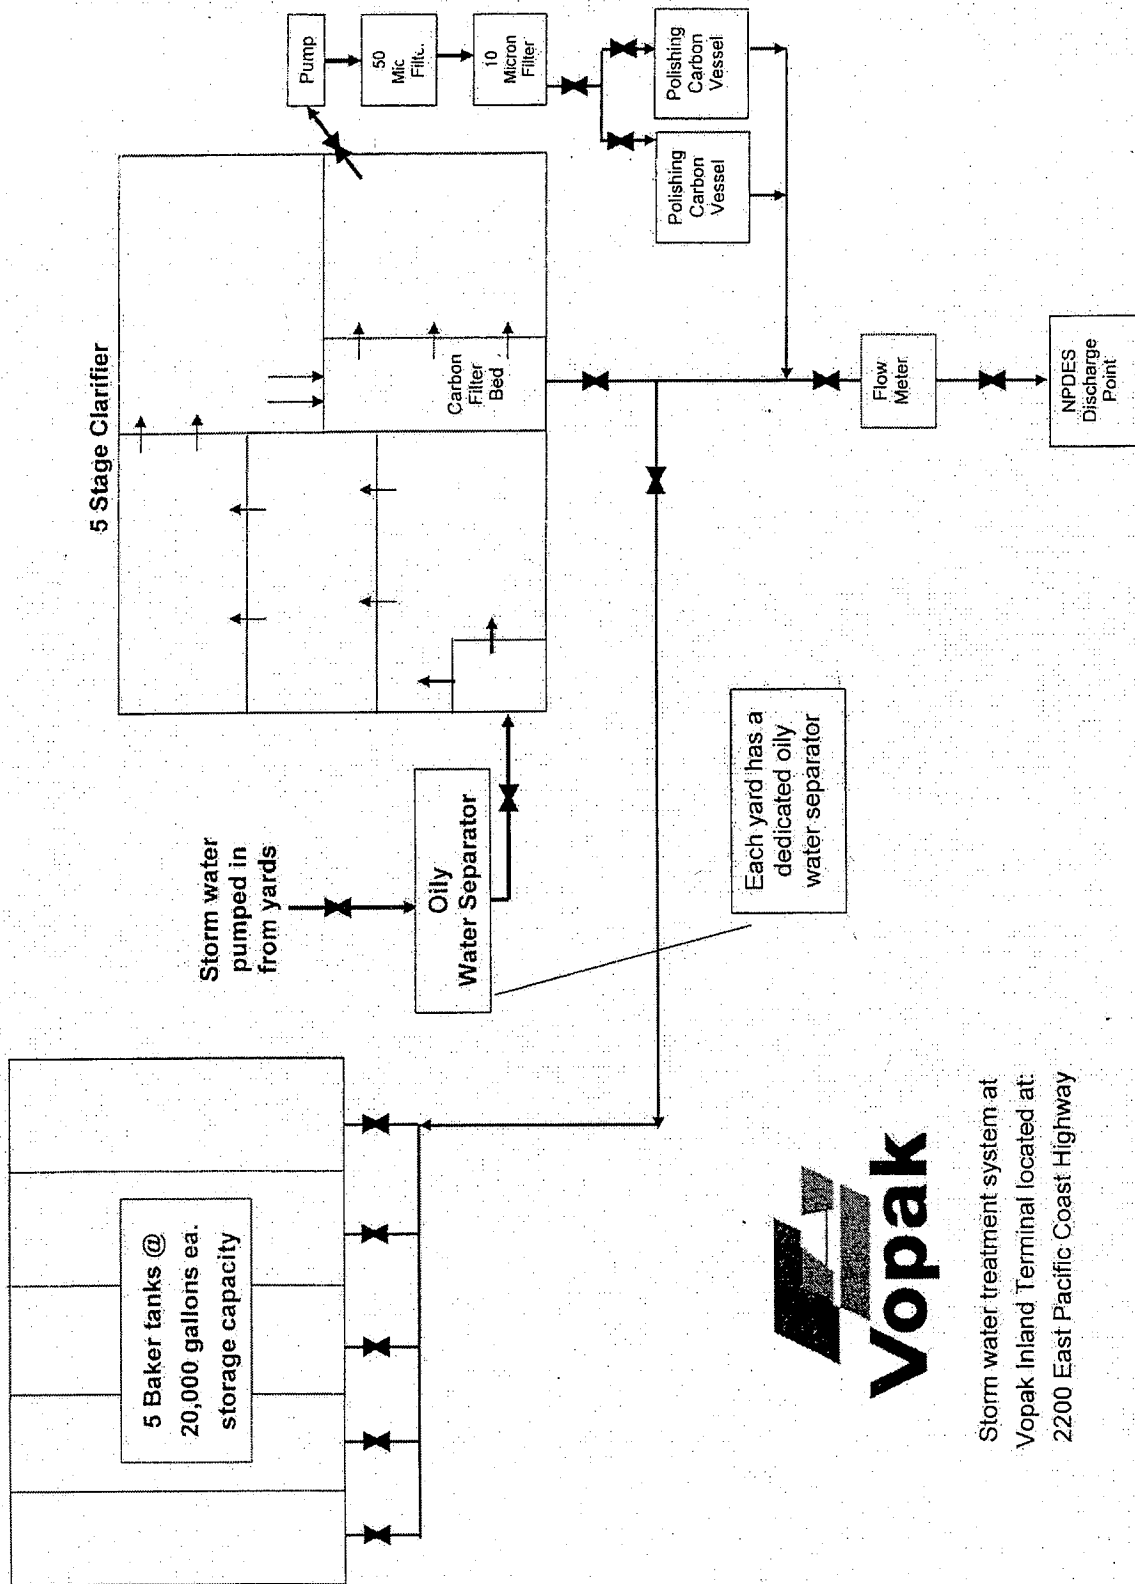 5 Baker tanks @
20,000 gallons ea.
storage capacity
Storm water
pumped in
from yards
Oily
Water Separator
Each yard has a
dedicated oily
water separator
5 Stage Clarifier
Carbon
Filter
Bed
Pump
50
Mic
10
Micron
Filter
Polishing
Carbon
Vessel
Polishing
Carbon
Vessel
Flow
Meter
NPDES
Discharge
Point
Vopak
Storm water treatment system at
Vopak Inland Terminal located at:
2200 East Pacific Coast Highway